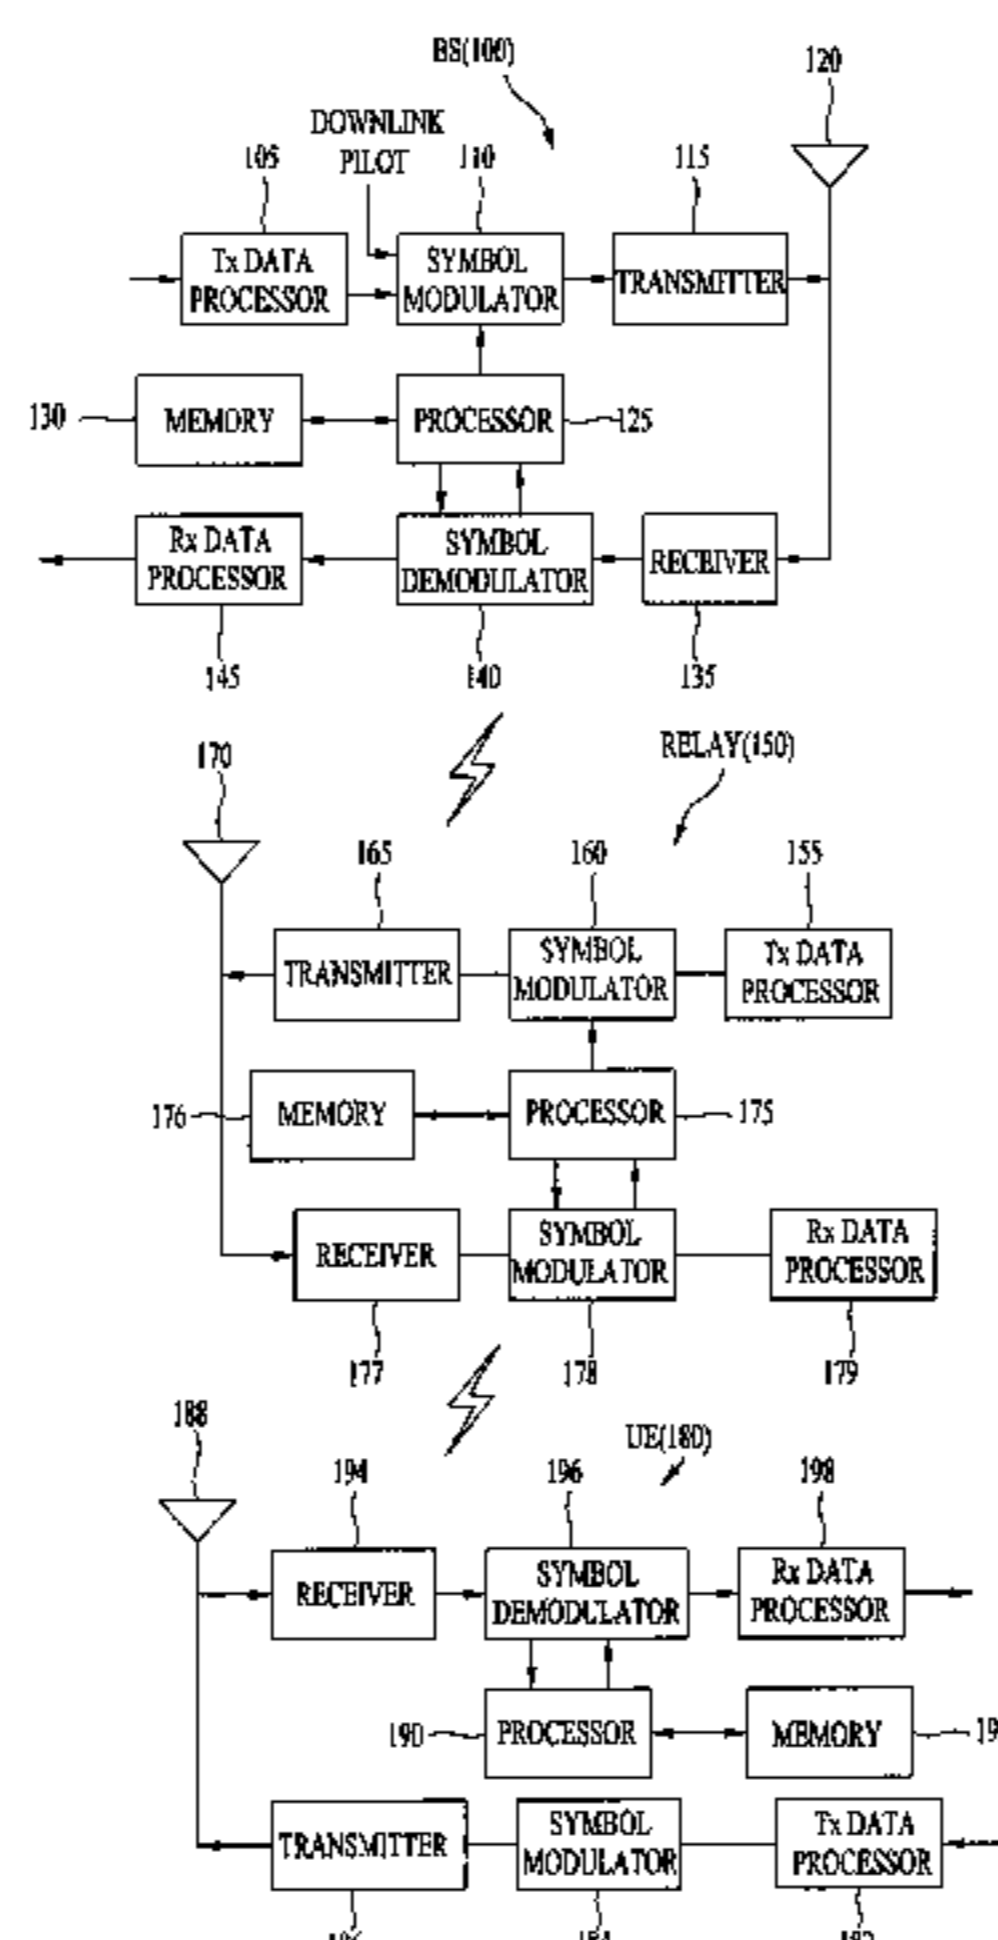 BS(100)
120
DOWNLINK
PILOT
105
110
115
Tx DATA
PROCESSOR
SYMBOL
MODULATOR
TRANSMITTER
130
MEMORY
PROCESSOR
125
Rx DATA
PROCESSOR
SYMBOL
DEMODULATOR
RECEIVER
145
140
135
170
RELAY(150)
165
160
155
TRANSMITTER
SYMBOL
MODULATOR
Tx DATA
PROCESSOR
176
MEMORY
PROCESSOR
175
RECEIVER
SYMBOL
MODULATOR
Rx DATA
PROCESSOR
177
178
179
188
UE(180)
194
196
198
RECEIVER
SYMBOL
DEMODULATOR
Rx DATA
PROCESSOR
190
PROCESSOR
MEMORY
TRANSMITTER
SYMBOL
MODULATOR
Tx DATA
PROCESSOR